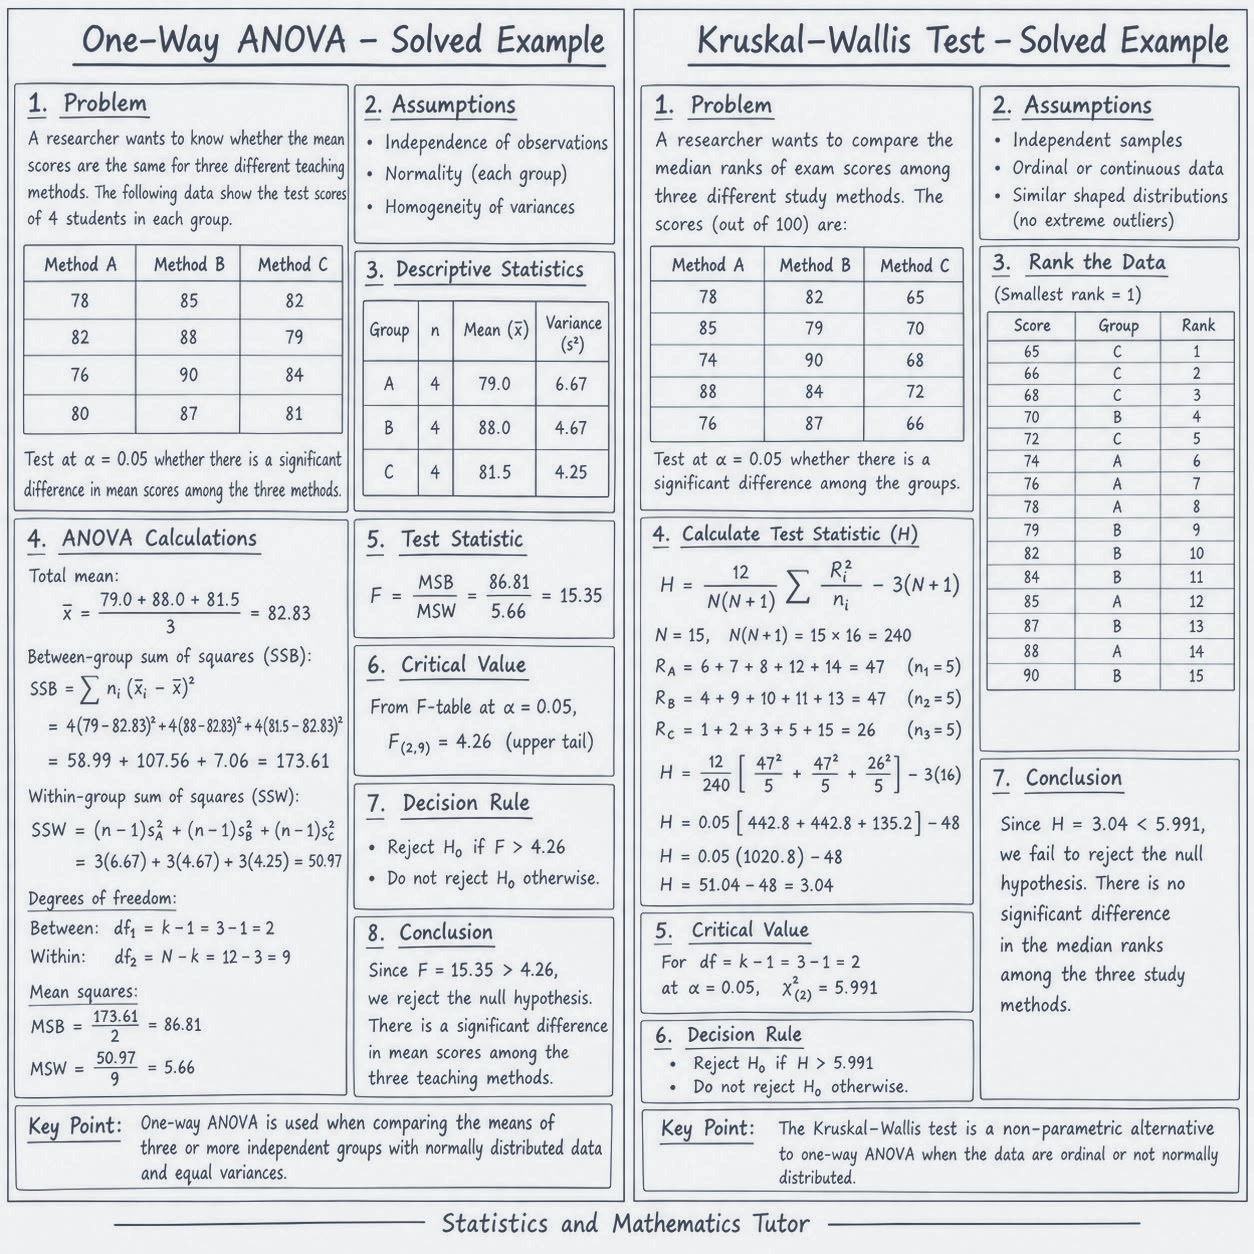 One-Way ANOVA – Solved Example
1. Problem
A researcher wants to know whether the mean
scores are the same for three different teaching
methods. The following data show the test scores
of 4 students in each group.
Method A Method B Method C
78 85 82
82 88 79
76 90 84
80 87 81
Test at α = 0.05 whether there is a significant
difference in mean scores among the three methods.
2. Assumptions
• Independence of observations
• Normality (each group)
• Homogeneity of variances
3. Descriptive Statistics
Group n Mean (x̄) Variance (s²)
A 4 79.0 6.67
B 4 88.0 4.67
C 4 81.5 4.25
4. ANOVA Calculations
Total mean:
x̄ = (79.0 + 88.0 + 81.5) / 3 = 82.83
Between-group sum of squares (SSB):
SSB = ∑ nᵢ (x̄ᵢ − x̄)²
= 4(79−82.83)² + 4(88−82.83)² + 4(81.5−82.83)²
= 58.99 + 107.56 + 7.06 = 173.61
Within-group sum of squares (SSW):
SSW = (n−1)s²_A + (n−1)s²_B + (n−1)s²_C
= 3(6.67) + 3(4.67) + 3(4.25) = 50.97
Degrees of freedom:
Between: df₁ = k−1 = 3−1 = 2
Within: df₂ = N−k = 12−3 = 9
Mean squares:
MSB = 173.61 / 2 = 86.81
MSW = 50.97 / 9 = 5.66
5. Test Statistic
F = MSB / MSW = 86.81 / 5.66 = 15.35
6. Critical Value
From F-table at α = 0.05,
F₍₂,₉₎ = 4.26 (upper tail)
7. Decision Rule
• Reject H₀ if F > 4.26
• Do not reject H₀ otherwise.
8. Conclusion
Since F = 15.35 > 4.26,
we reject the null hypothesis.
There is a significant difference
in mean scores among the
three teaching methods.
Key Point: One-way ANOVA is used when comparing the means of
three or more independent groups with normally distributed data
and equal variances.
Kruskal–Wallis Test – Solved Example
1. Problem
A researcher wants to compare the
median ranks of exam scores among
three different study methods. The
scores (out of 100) are:
Method A Method B Method C
78 82 65
85 79 70
74 90 68
88 84 72
76 87 66
Test at α = 0.05 whether there is a
significant difference among the groups.
2. Assumptions
• Independent samples
• Ordinal or continuous data
• Similar shaped distributions
(no extreme outliers)
3. Rank the Data
(Smallest rank = 1)
Score Group Rank
65 C 1
66 C 2
68 C 3
70 B 4
72 C 5
74 A 6
76 A 7
78 A 8
79 B 9
82 B 10
84 B 11
85 A 12
87 B 13
88 A 14
90 B 15
4. Calculate Test Statistic (H)
H = 12 / N(N+1) ∑ Rᵢ² / nᵢ − 3(N+1)
N = 15, N(N+1) = 15 × 16 = 240
R_A = 6 + 7 + 8 + 12 + 14 = 47 (n₁=5)
R_B = 4 + 9 + 10 + 11 + 13 = 47 (n₂=5)
R_C = 1 + 2 + 3 + 5 + 15 = 26 (n₃=5)
H = 12/240 [ 47²/5 + 47²/5 + 26²/5 ] − 3(16)
H = 0.05 [ 442.8 + 442.8 + 135.2 ] − 48
H = 0.05 (1020.8) − 48
H = 51.04 − 48 = 3.04
5. Critical Value
For df = k−1 = 3−1 = 2
at α = 0.05, χ²₍₂₎ = 5.991
6. Decision Rule
• Reject H₀ if H > 5.991
• Do not reject H₀ otherwise.
7. Conclusion
Since H = 3.04 < 5.991,
we fail to reject the null
hypothesis. There is no
significant difference
in the median ranks
among the three study
methods.
Key Point: The Kruskal–Wallis test is a non-parametric alternative
to one-way ANOVA when the data are ordinal or not normally
distributed.
Statistics and Mathematics Tutor